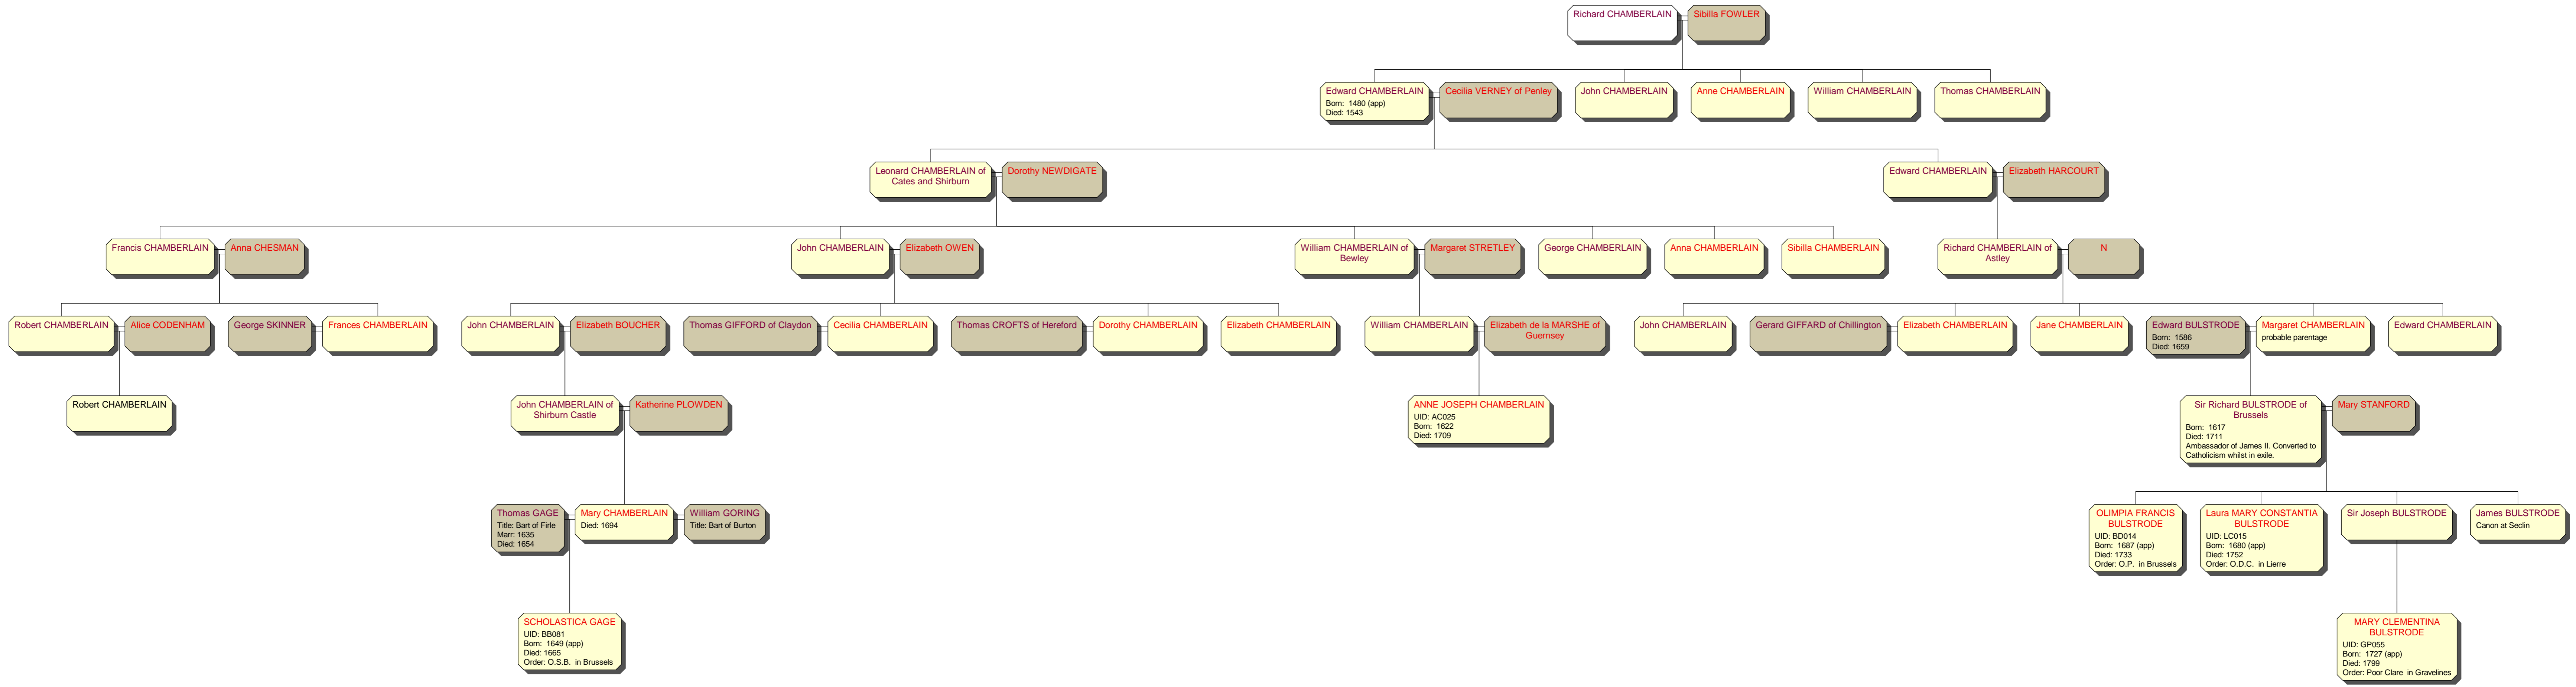 Richard CHAMBERLAIN
Sibilla FOWLER
Edward CHAMBERLAIN
Born: 1480 (app)
Died: 1543
Cecilia VERNEY of Penley
John CHAMBERLAIN
Anne CHAMBERLAIN
William CHAMBERLAIN
Thomas CHAMBERLAIN
Leonard CHAMBERLAIN of
Cates and Shirburn
Dorothy NEWDIGATE
Edward CHAMBERLAIN
Elizabeth HARCOURT
Francis CHAMBERLAIN
Anna CHESMAN
John CHAMBERLAIN
Elizabeth OWEN
William CHAMBERLAIN of
Bewley
Margaret STRETLEY
George CHAMBERLAIN
Anna CHAMBERLAIN
Sibilla CHAMBERLAIN
Richard CHAMBERLAIN of
Astley
N
Robert CHAMBERLAIN
Alice CODENHAM
George SKINNER
Frances CHAMBERLAIN
John CHAMBERLAIN
Elizabeth BOUCHER
Thomas GIFFORD of Claydon
Cecilia CHAMBERLAIN
Thomas CROFTS of Hereford
Dorothy CHAMBERLAIN
Elizabeth CHAMBERLAIN
William CHAMBERLAIN
Elizabeth de la MARSHE of
Guernsey
John CHAMBERLAIN
Gerard GIFFARD of Chillington
Elizabeth CHAMBERLAIN
Jane CHAMBERLAIN
Edward BULSTRODE
Born: 1586
Died: 1659
Margaret CHAMBERLAIN
probable parentage
Edward CHAMBERLAIN
Robert CHAMBERLAIN
John CHAMBERLAIN of
Shirburn Castle
Katherine PLOWDEN
ANNE JOSEPH CHAMBERLAIN
UID: AC025
Born: 1622
Died: 1709
Sir Richard BULSTRODE of
Brussels
Born: 1617
Died: 1711
Ambassador of James II. Converted to
Catholicism whilst in exile.
Mary STANFORD
Thomas GAGE
Title: Bart of Firle
Marr: 1635
Died: 1654
Mary CHAMBERLAIN
Died: 1694
William GORING
Title: Bart of Burton
OLIMPIA FRANCIS
BULSTRODE
UID: BD014
Born: 1687 (app)
Died: 1733
Order: O.P. in Brussels
Laura MARY CONSTANTIA
BULSTRODE
UID: LC015
Born: 1680 (app)
Died: 1752
Order: O.D.C. in Lierre
Sir Joseph BULSTRODE
James BULSTRODE
Canon at Seclin
SCHOLASTICA GAGE
UID: BB081
Born: 1649 (app)
Died: 1665
Order: O.S.B. in Brussels
MARY CLEMENTINA
BULSTRODE
UID: GP055
Born: 1727 (app)
Died: 1799
Order: Poor Clare in Gravelines